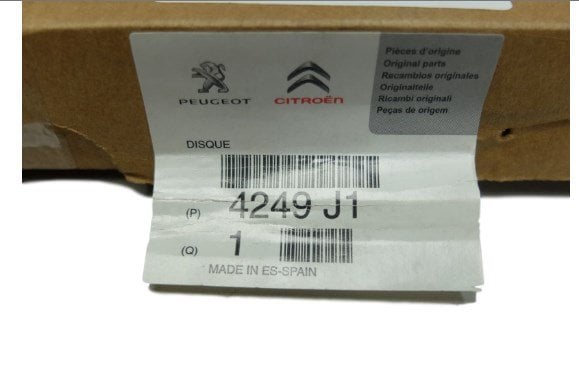 PEUGEOT
CITROËN
Pièces d'origine
Original parts
Recambios originales
Originalteile
Ricambi originali
Peças de origem
DISQUE
(P) 4249 J1
(Q) 1
MADE IN ES-SPAIN